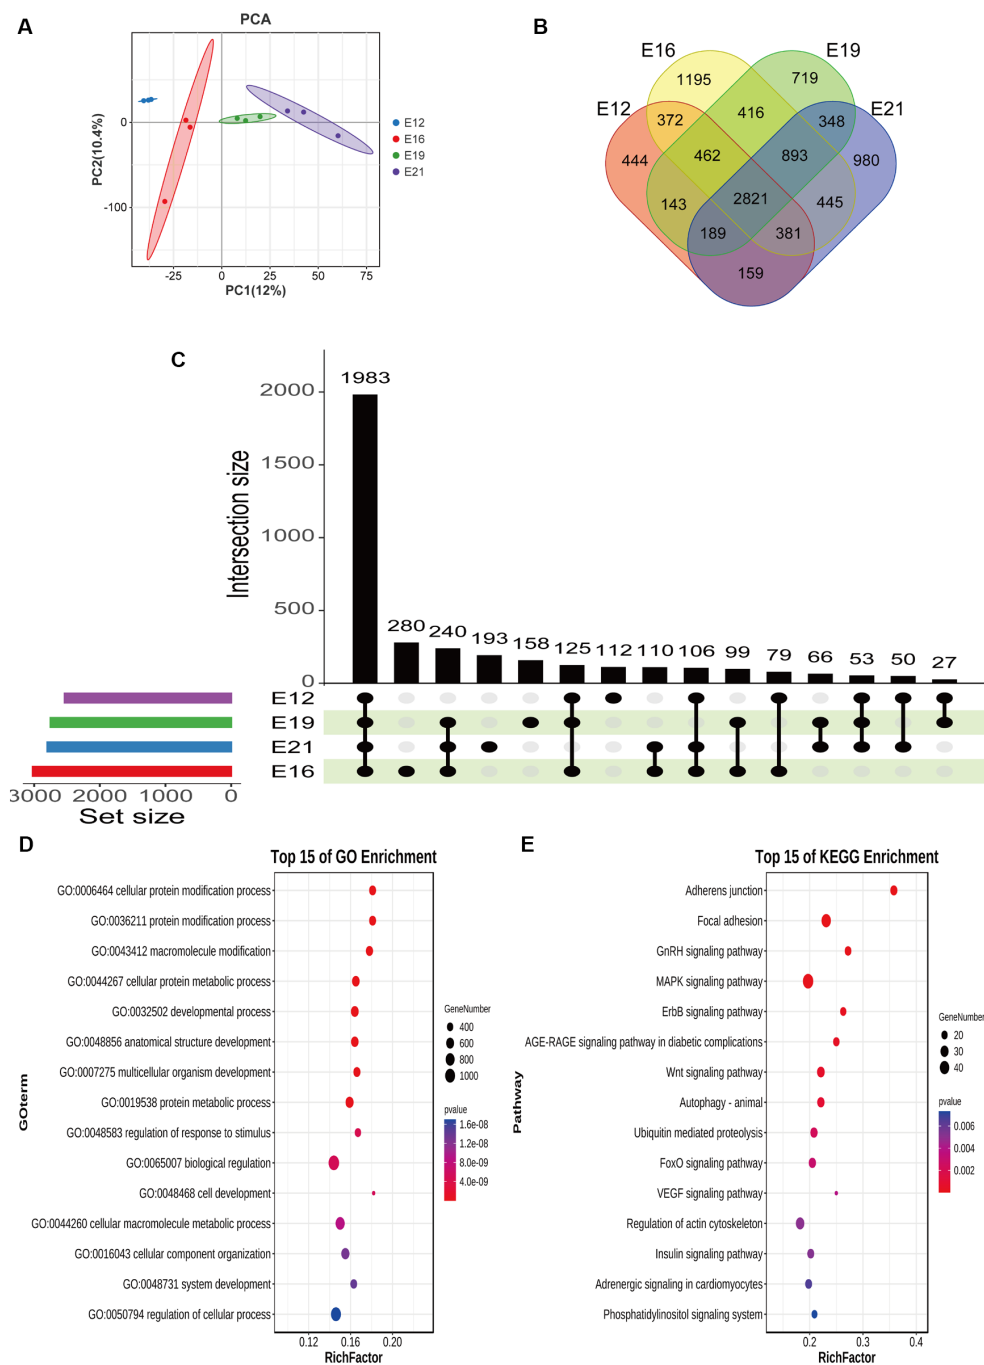 A
PCA
PC2(10.4%)
0
-100
-25
0
25
50
75
PC1(12%)
E12
E16
E19
E21
B
E16
E19
E12
E21
1195
719
372
416
348
444
462
893
980
143
2821
445
189
381
159
C
Intersection size
2000
1500
1000
500
0
1983
280
240
193
158
125
112
110
106
99
79
66
53
50
27
E12
E19
E21
E16
3000
2000
1000
0
Set size
D
Top 15 of GO Enrichment
GOterm
GO:0006464 cellular protein modification process
GO:0036211 protein modification process
GO:0043412 macromolecule modification
GO:0044267 cellular protein metabolic process
GO:0032502 developmental process
GO:0048856 anatomical structure development
GO:0007275 multicellular organism development
GO:0019538 protein metabolic process
GO:0048583 regulation of response to stimulus
GO:0065007 biological regulation
GO:0048468 cell development
GO:0044260 cellular macromolecule metabolic process
GO:0016043 cellular component organization
GO:0048731 system development
GO:0050794 regulation of cellular process
0.12
0.16
0.20
RichFactor
GeneNumber
400
600
800
1000
pvalue
1.6e-08
1.2e-08
8.0e-09
4.0e-09
E
Top 15 of KEGG Enrichment
Pathway
Adherens junction
Focal adhesion
GnRH signaling pathway
MAPK signaling pathway
ErbB signaling pathway
AGE-RAGE signaling pathway in diabetic complications
Wnt signaling pathway
Autophagy - animal
Ubiquitin mediated proteolysis
FoxO signaling pathway
VEGF signaling pathway
Regulation of actin cytoskeleton
Insulin signaling pathway
Adrenergic signaling in cardiomyocytes
Phosphatidylinositol signaling system
0.2
0.3
0.4
RichFactor
GeneNumber
20
30
40
pvalue
0.006
0.004
0.002